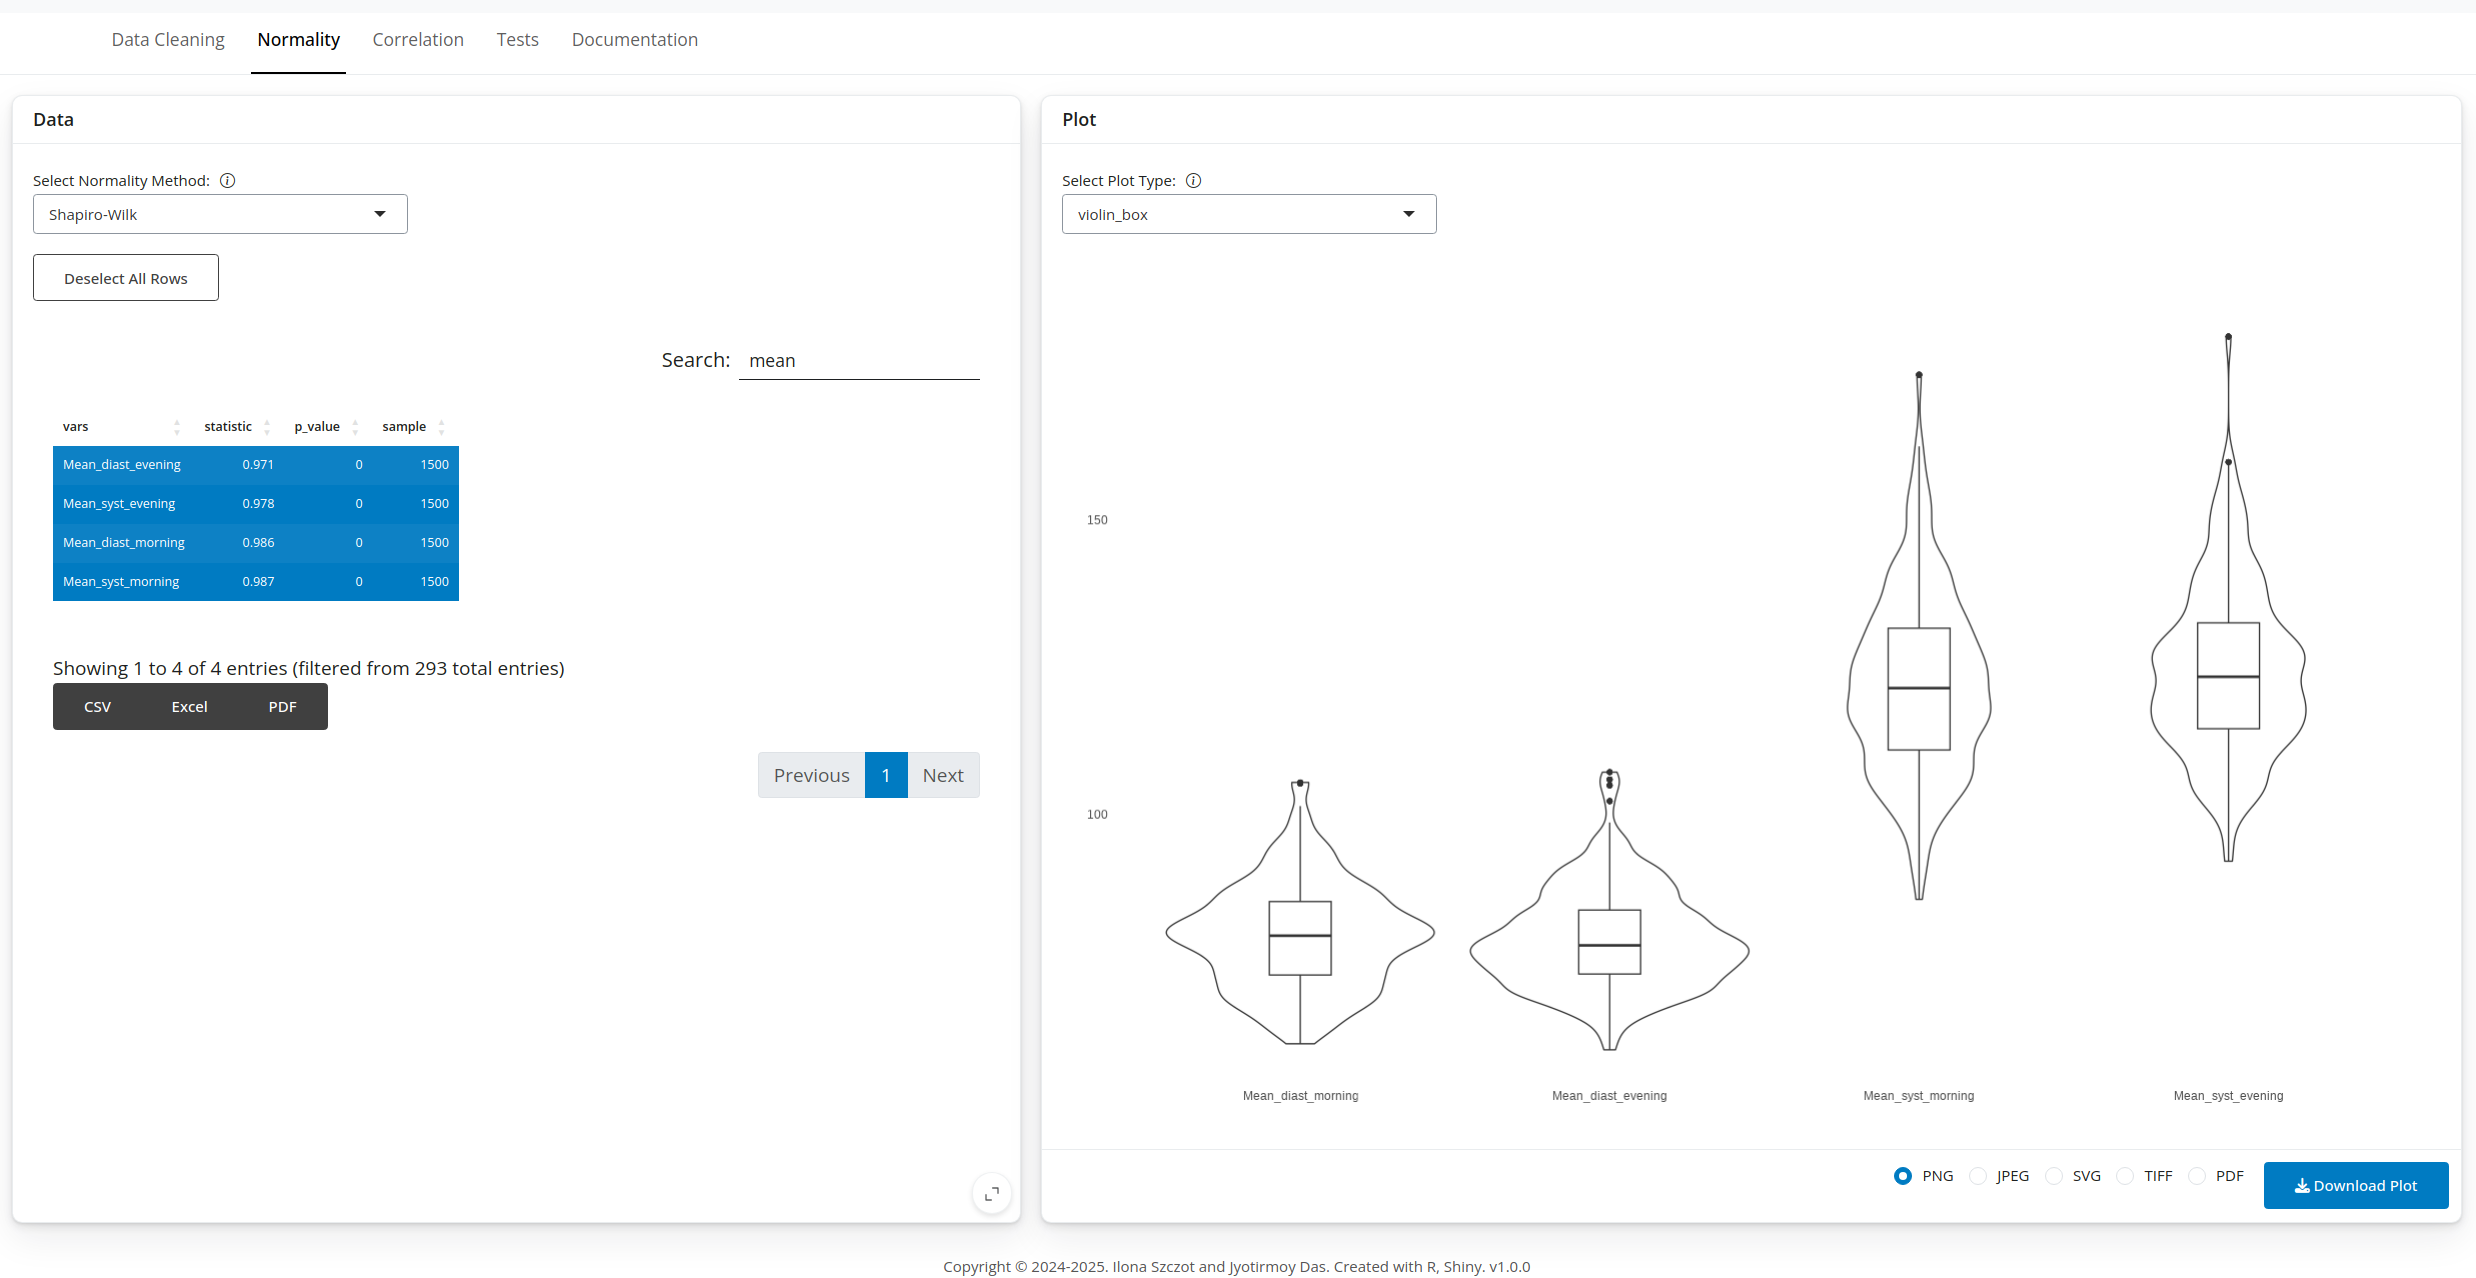 Data Cleaning Normality Correlation Tests Documentation
Data
Select Normality Method:
Shapiro-Wilk
Deselect All Rows
Search: mean
vars statistic p_value sample
Mean_diast_evening 0.971 0 1500
Mean_syst_evening 0.978 0 1500
Mean_diast_morning 0.986 0 1500
Mean_syst_morning 0.987 0 1500
Showing 1 to 4 of 4 entries (filtered from 293 total entries)
CSV Excel PDF
Previous 1 Next
Plot
Select Plot Type:
violin_box
150
100
Mean_diast_morning Mean_diast_evening Mean_syst_morning Mean_syst_evening
PNG JPEG SVG TIFF PDF Download Plot
Copyright © 2024-2025. Ilona Szczot and Jyotirmoy Das. Created with R, Shiny. v1.0.0